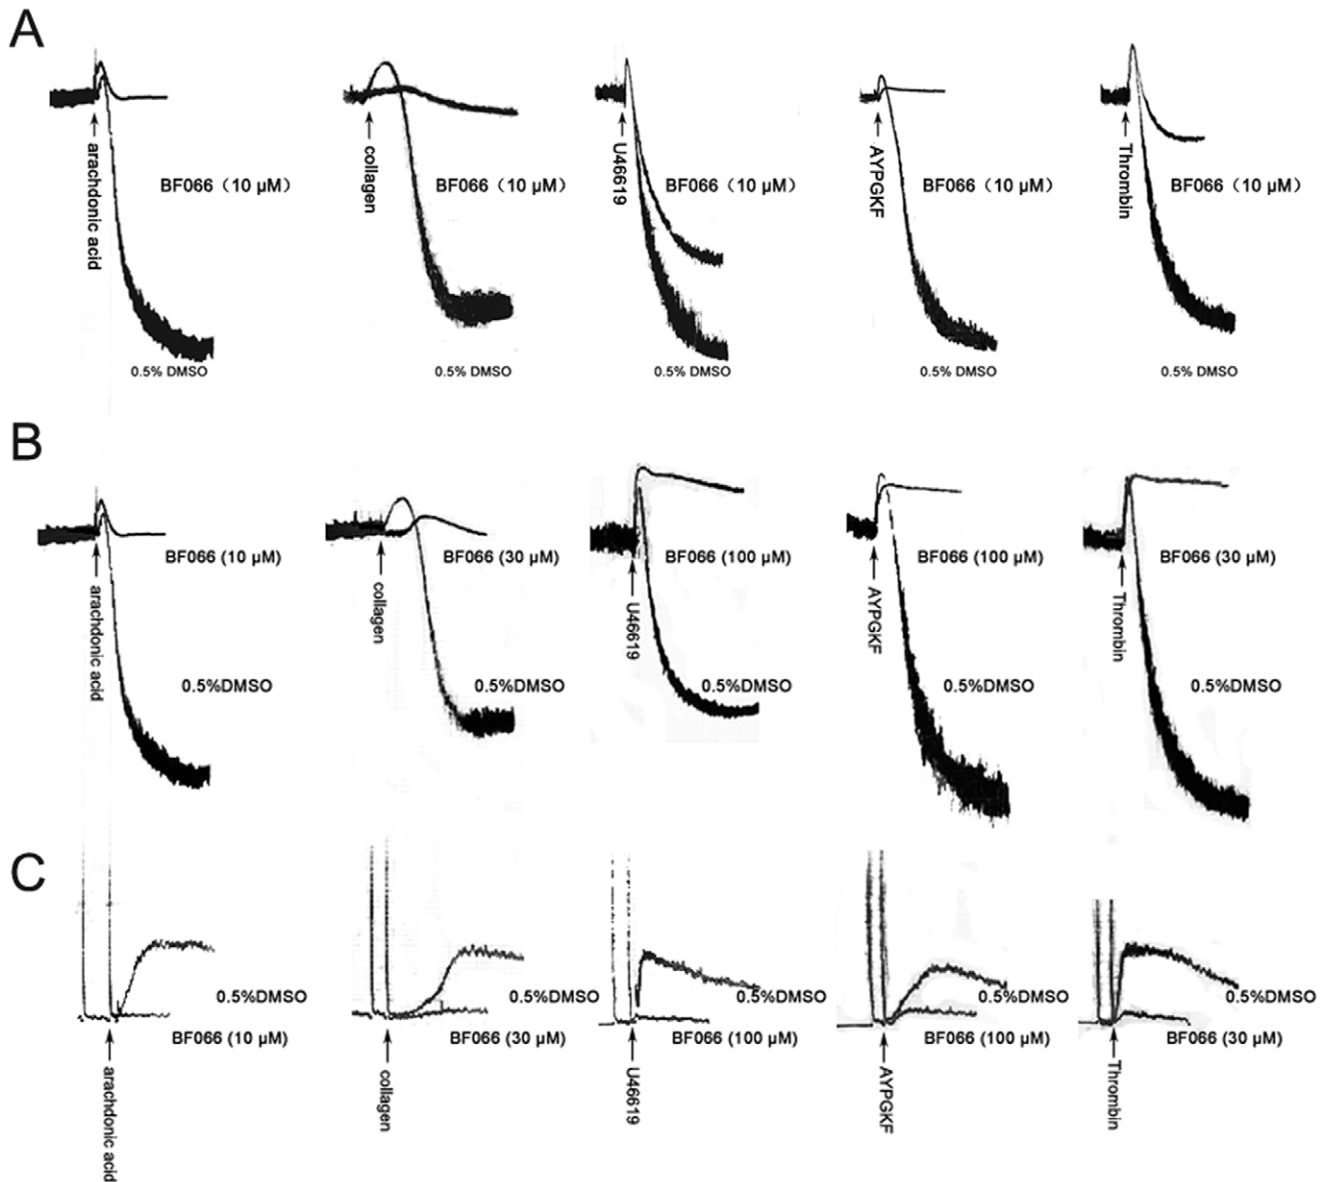 A
arachdonic acid
collagen
U46619
AYPGKF
Thrombin
BF066（10 μM）
BF066（10 μM）
BF066（10 μM）
BF066（10 μM）
BF066（10 μM）
0.5% DMSO
0.5% DMSO
0.5% DMSO
0.5% DMSO
0.5% DMSO
B
BF066 (10 μM)
BF066 (30 μM)
BF066 (100 μM)
BF066 (100 μM)
BF066 (30 μM)
arachdonic acid
collagen
U46619
AYPGKF
Thrombin
0.5%DMSO
0.5%DMSO
0.5%DMSO
0.5%DMSO
0.5%DMSO
C
0.5%DMSO
0.5%DMSO
0.5%DMSO
0.5%DMSO
0.5%DMSO
BF066 (10 μM)
BF066 (30 μM)
BF066 (100 μM)
BF066 (100 μM)
BF066 (30 μM)
arachdonic acid
collagen
U46619
AYPGKF
Thrombin